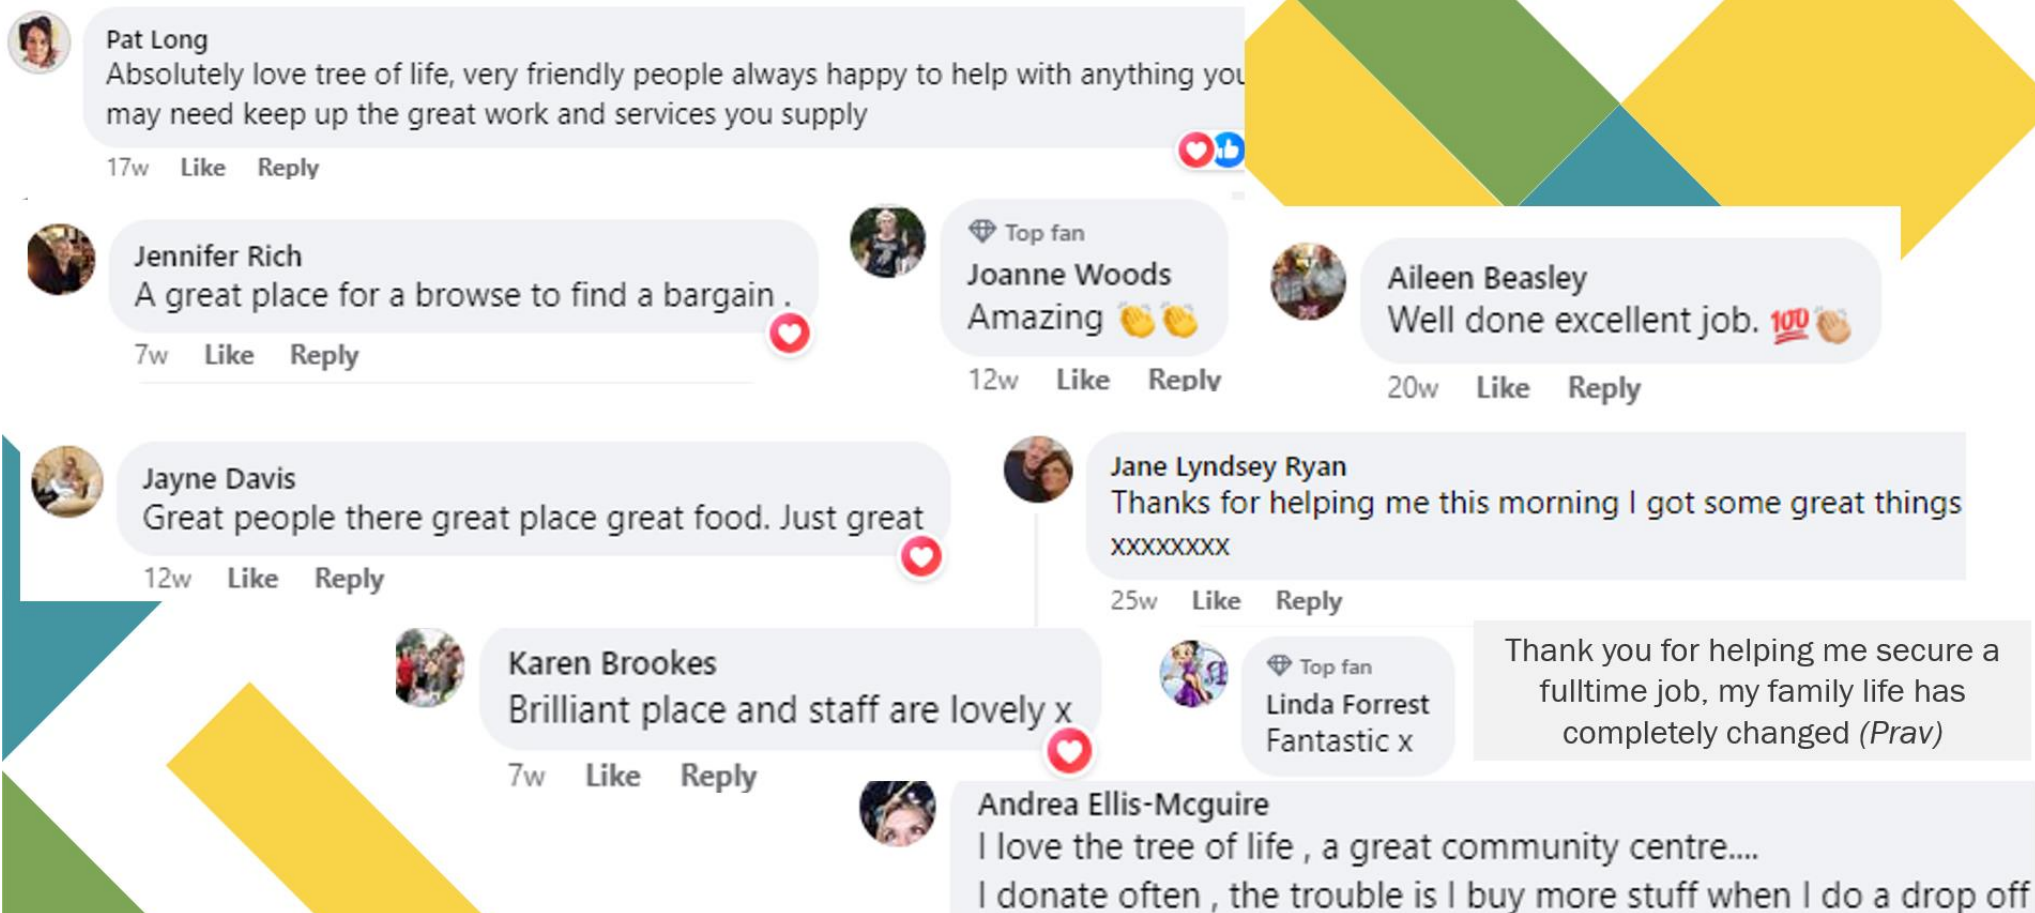 Pat Long
Absolutely love tree of life, very friendly people always happy to help with anything you
may need keep up the great work and services you supply
17w Like Reply
Jennifer Rich
A great place for a browse to find a bargain .
7w Like Reply
Top fan
Joanne Woods
Amazing 👏👏
12w Like Reply
Aileen Beasley
Well done excellent job. 💯👏🏼
20w Like Reply
Jayne Davis
Great people there great place great food. Just great
12w Like Reply
Jane Lyndsey Ryan
Thanks for helping me this morning I got some great things
xxxxxxxx
25w Like Reply
Karen Brookes
Brilliant place and staff are lovely x
7w Like Reply
Top fan
Linda Forrest
Fantastic x
Thank you for helping me secure a
fulltime job, my family life has
completely changed (Prav)
Andrea Ellis-Mcguire
I love the tree of life , a great community centre....
I donate often , the trouble is I buy more stuff when I do a drop off